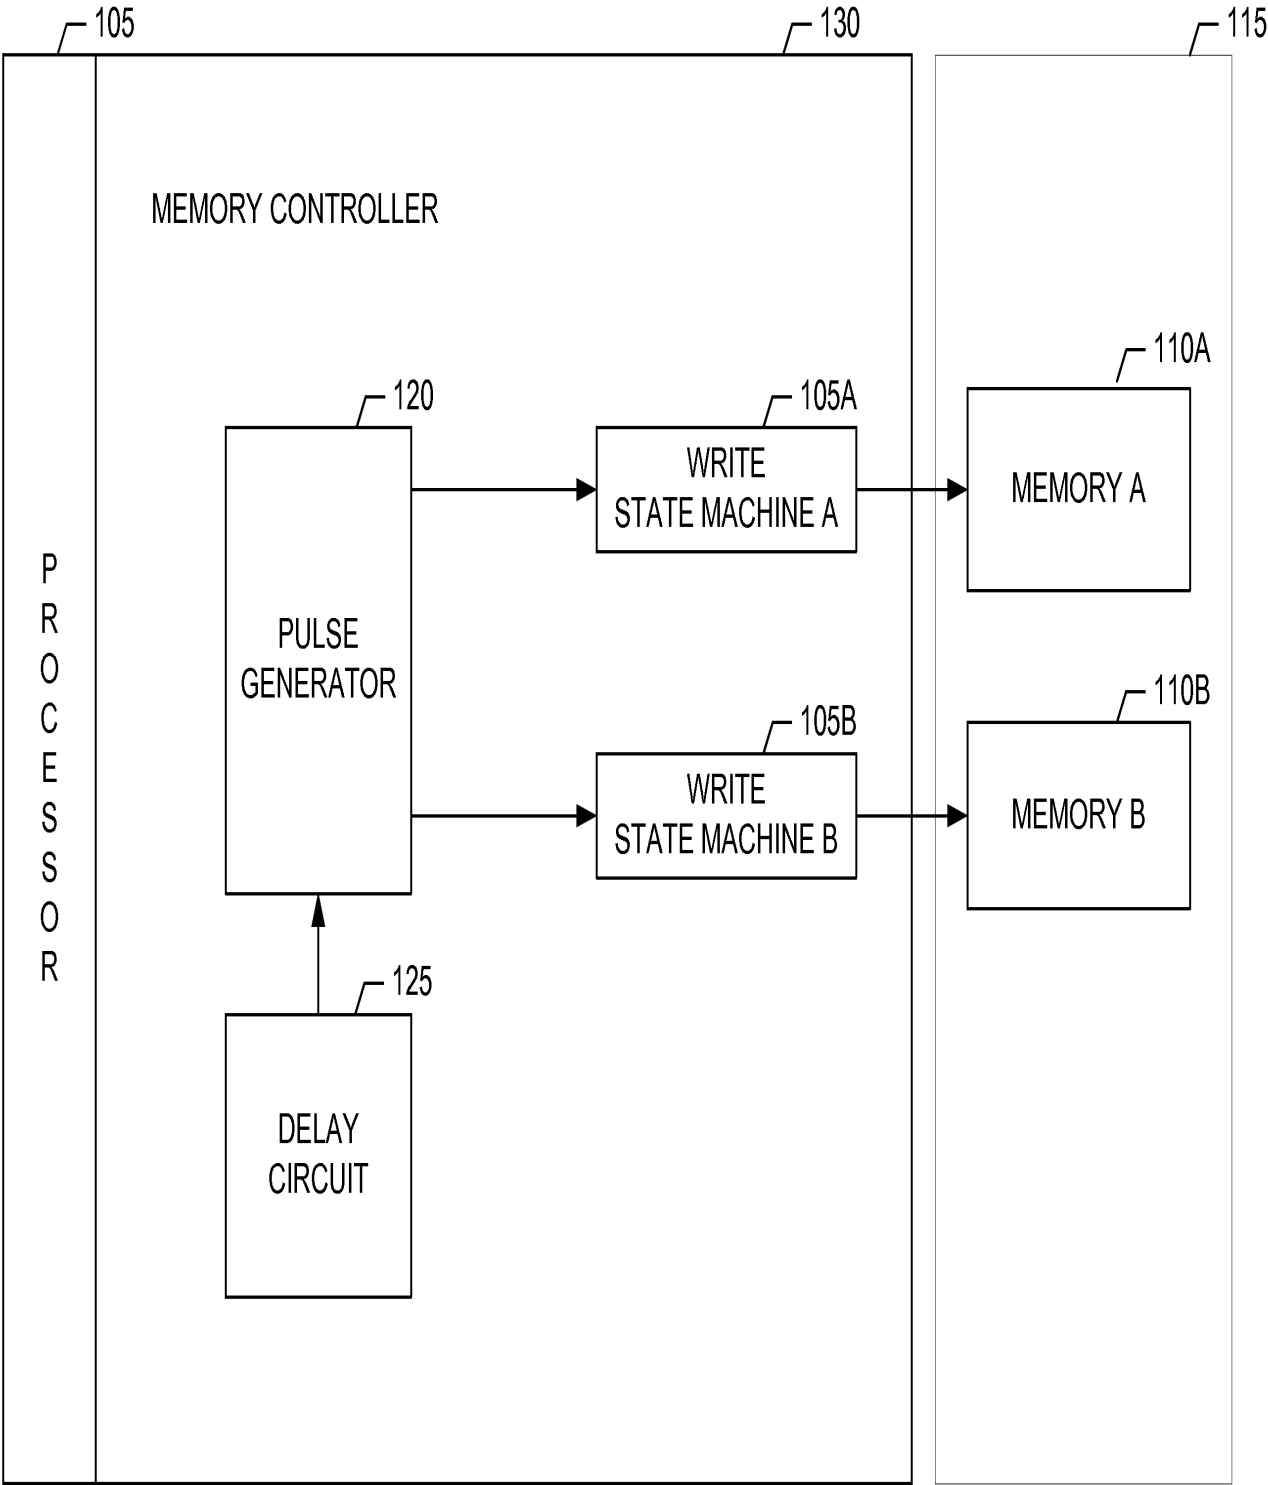 105
130
115
MEMORY CONTROLLER
110A
120
105A
WRITE
STATE MACHINE A
MEMORY A
PROCESSOR
PULSE
GENERATOR
110B
105B
WRITE
STATE MACHINE B
MEMORY B
125
DELAY
CIRCUIT